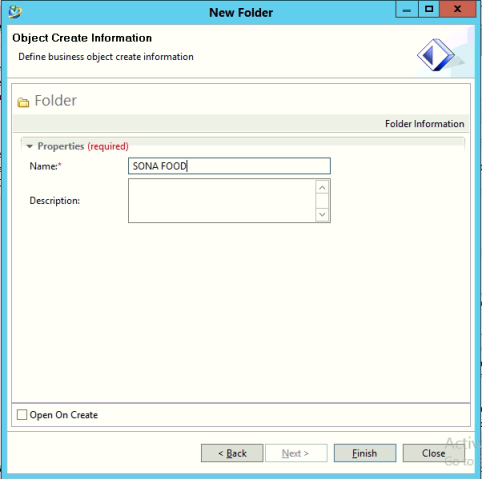 New Folder
Object Create Information
Define business object create information
Folder
Folder Information
Properties (required)
Name:*
SONA FOOD
Description:
Open On Create
< Back
Next >
Finish
Close
Activ
Go to